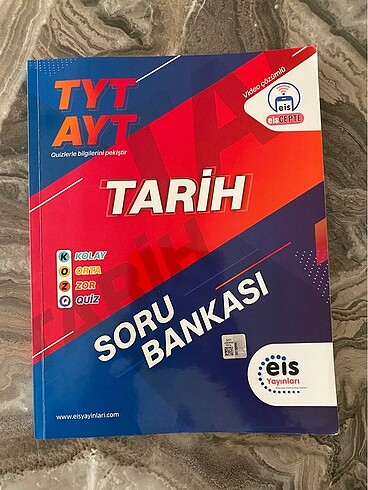 TYT
AYT
Quizlerle bilgilerini pekiştir
Video çözümlü
eis
eisCEPTE
TARİH
K KOLAY
O ORTA
Z ZOR
Q QUİZ
SORU
BANKASI
eis
Yayınları
www.eisyayinlari.com